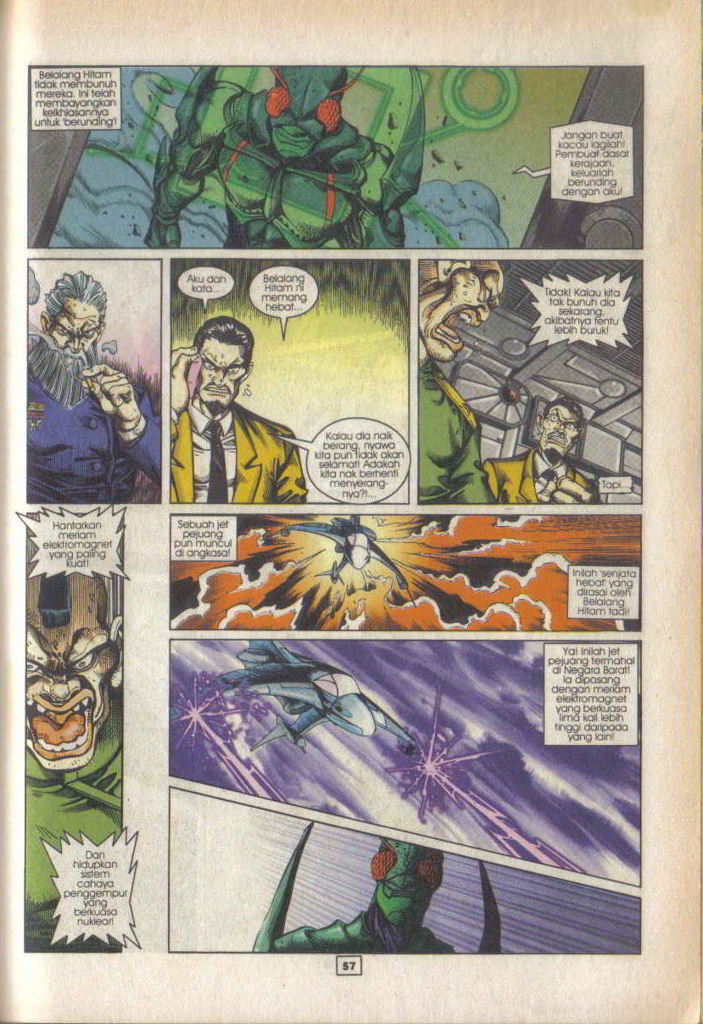 Belalang Hitam
tidak membunuh
mereka. Ini telah
membayangkan
keikhlasannya
untuk 'berunding'!
Jangan buat
kacau lagilah!
Pembuat dasar
kerajaan,
keluarlah
berunding
dengan aku!
Aku dah
kata...
Belalang
Hitam ni
memang
hebat...
Kalau dia naik
berang, nyawa
kita pun tidak akan
selamat! Adakah
kita nak berhenti
menyerang-
nya?!...
Tidak! Kalau kita
tak bunuh dia
sekarang,
akibatnya tentu
lebih buruk!
Tapi...
Hantarkan
meriam
elektromagnet
yang paling
kuat!
Dan
hidupkan
sistem
cahaya
penggempur
yang
berkuasa
nuklear!
Sebuah jet
pejuang
pun muncul
di angkasa!
Inilah 'senjata
hebat' yang
dirasai oleh
Belalang
Hitam tadi!
Ya! Inilah jet
pejuang termahal
di Negara Barat!
Ia dipasang
dengan meriam
elektromagnet
yang berkuasa
lima kali lebih
tinggi daripada
yang lain!
57